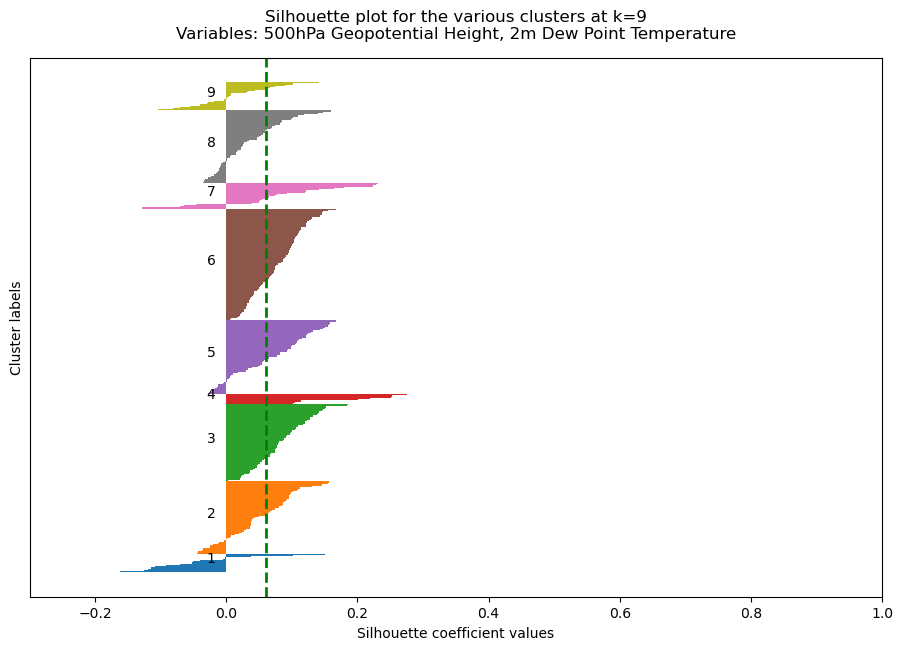 Silhouette plot for the various clusters at k=9
Variables: 500hPa Geopotential Height, 2m Dew Point Temperature
9
8
7
6
5
4
3
2
1
Cluster labels
−0.2 0.0 0.2 0.4 0.6 0.8 1.0
Silhouette coefficient values